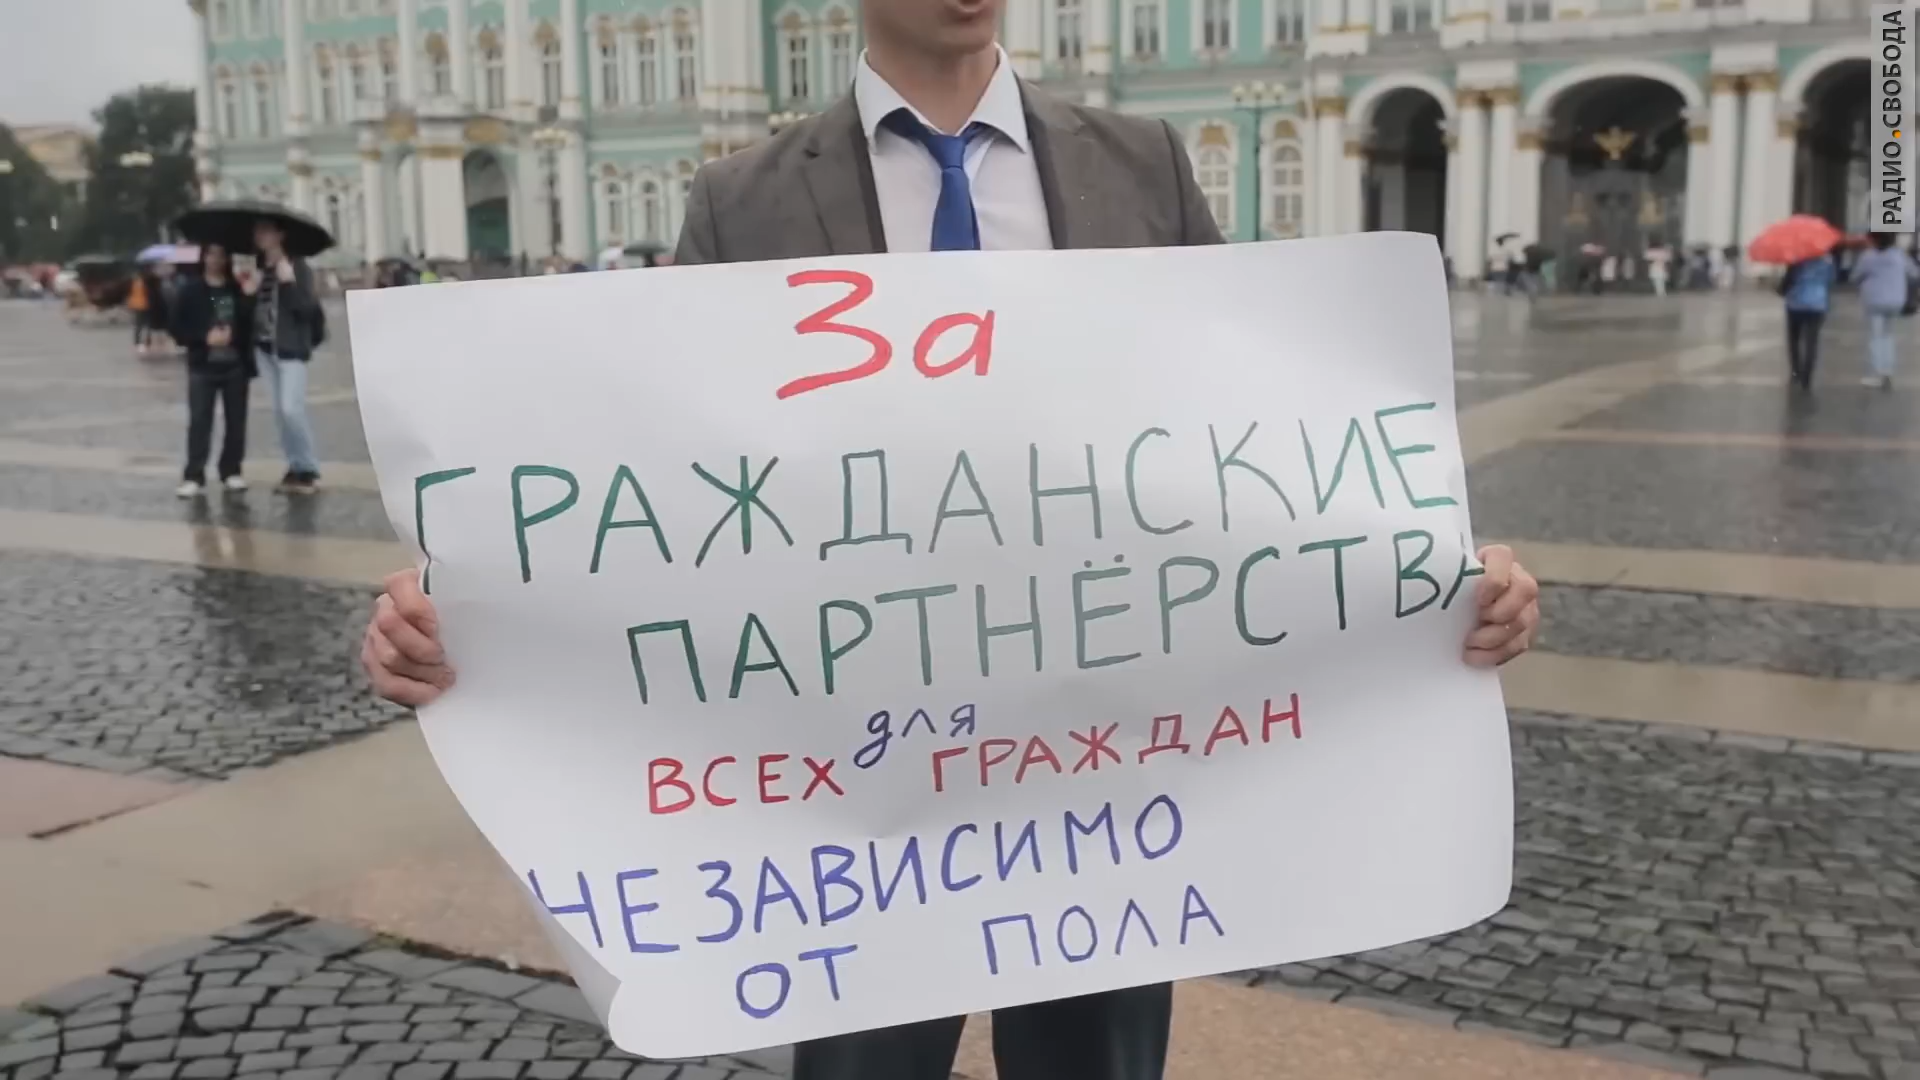 РАДИО.СВОБОДА
За
ГРАЖДАНСКИЕ
ПАРТНЁРСТВА
для
ВСЕХ ГРАЖДАН
НЕЗАВИСИМО
ОТ ПОЛА